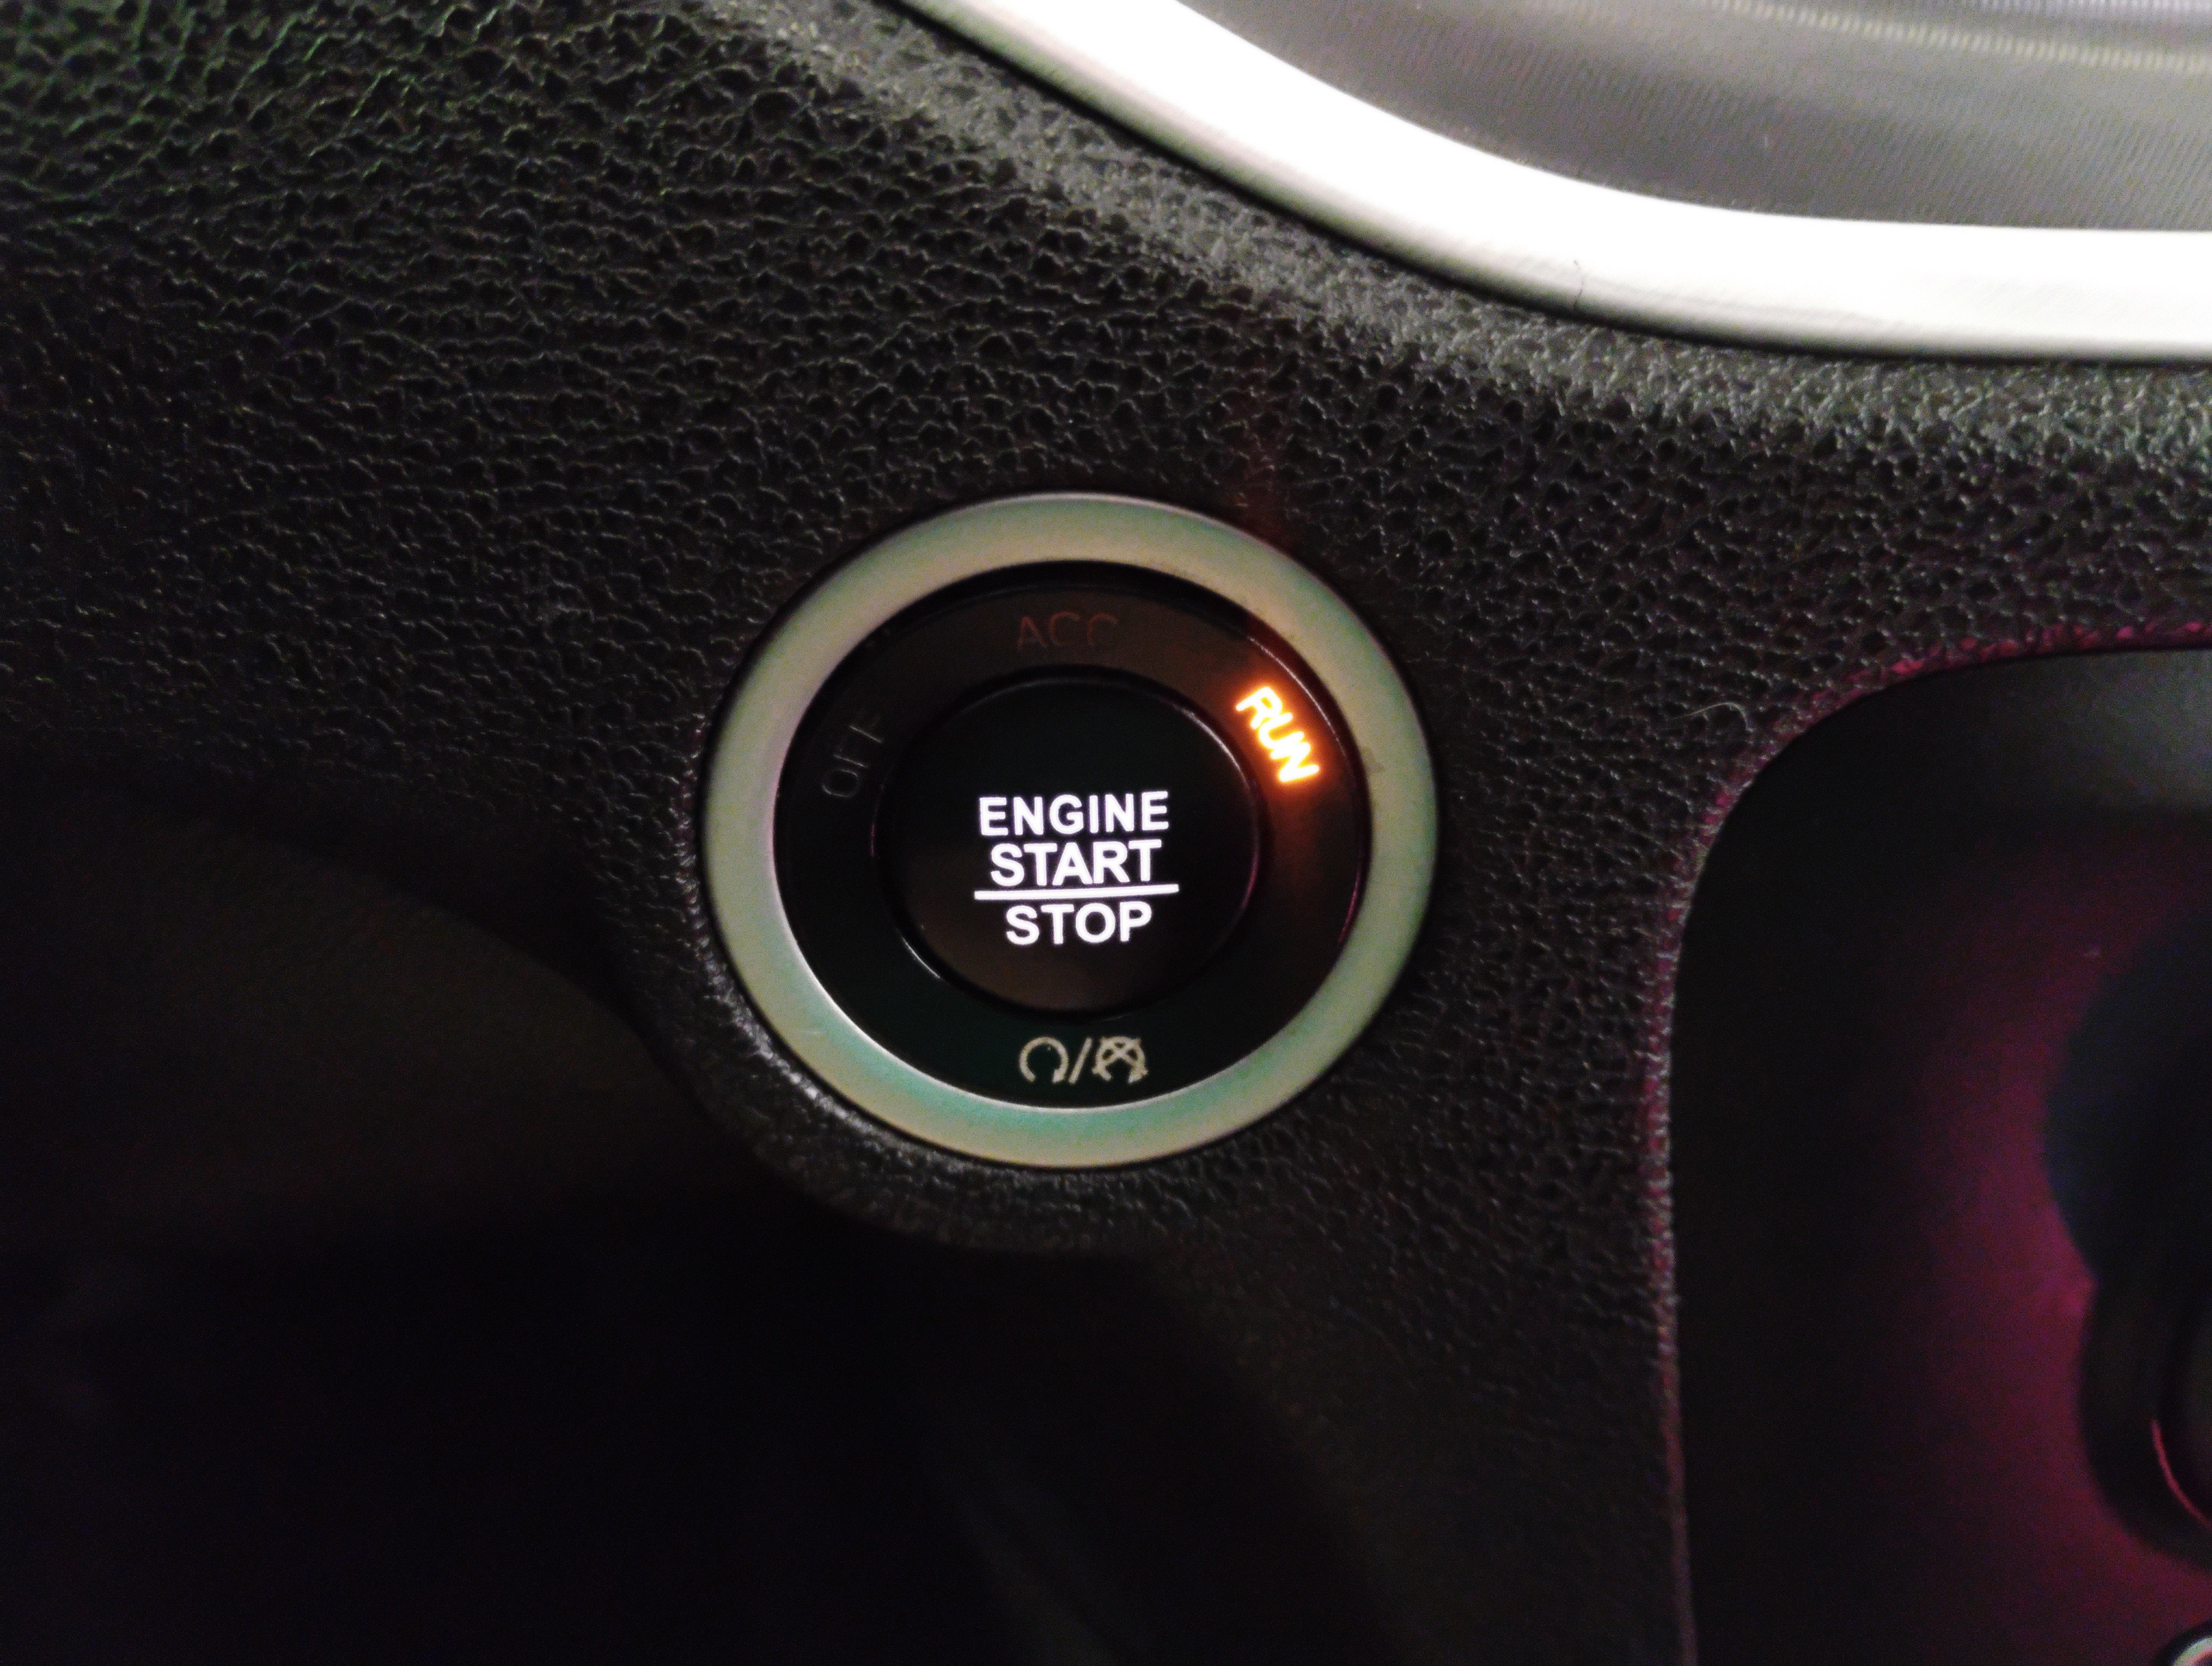 ACC
OFF
RUN
ENGINE
START
STOP